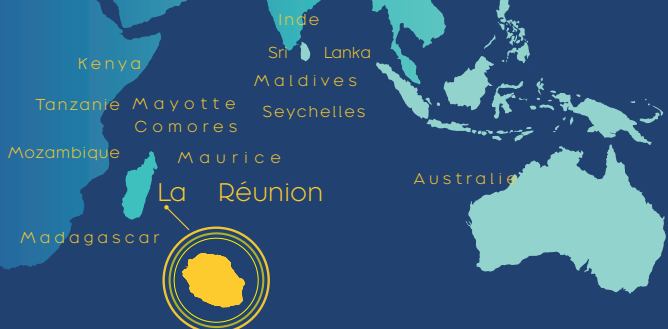 Inde
Sri Lanka
Kenya
Maldives
Tanzanie
Mayotte
Seychelles
Comores
Mozambique
Maurice
Australie
La Réunion
Madagascar